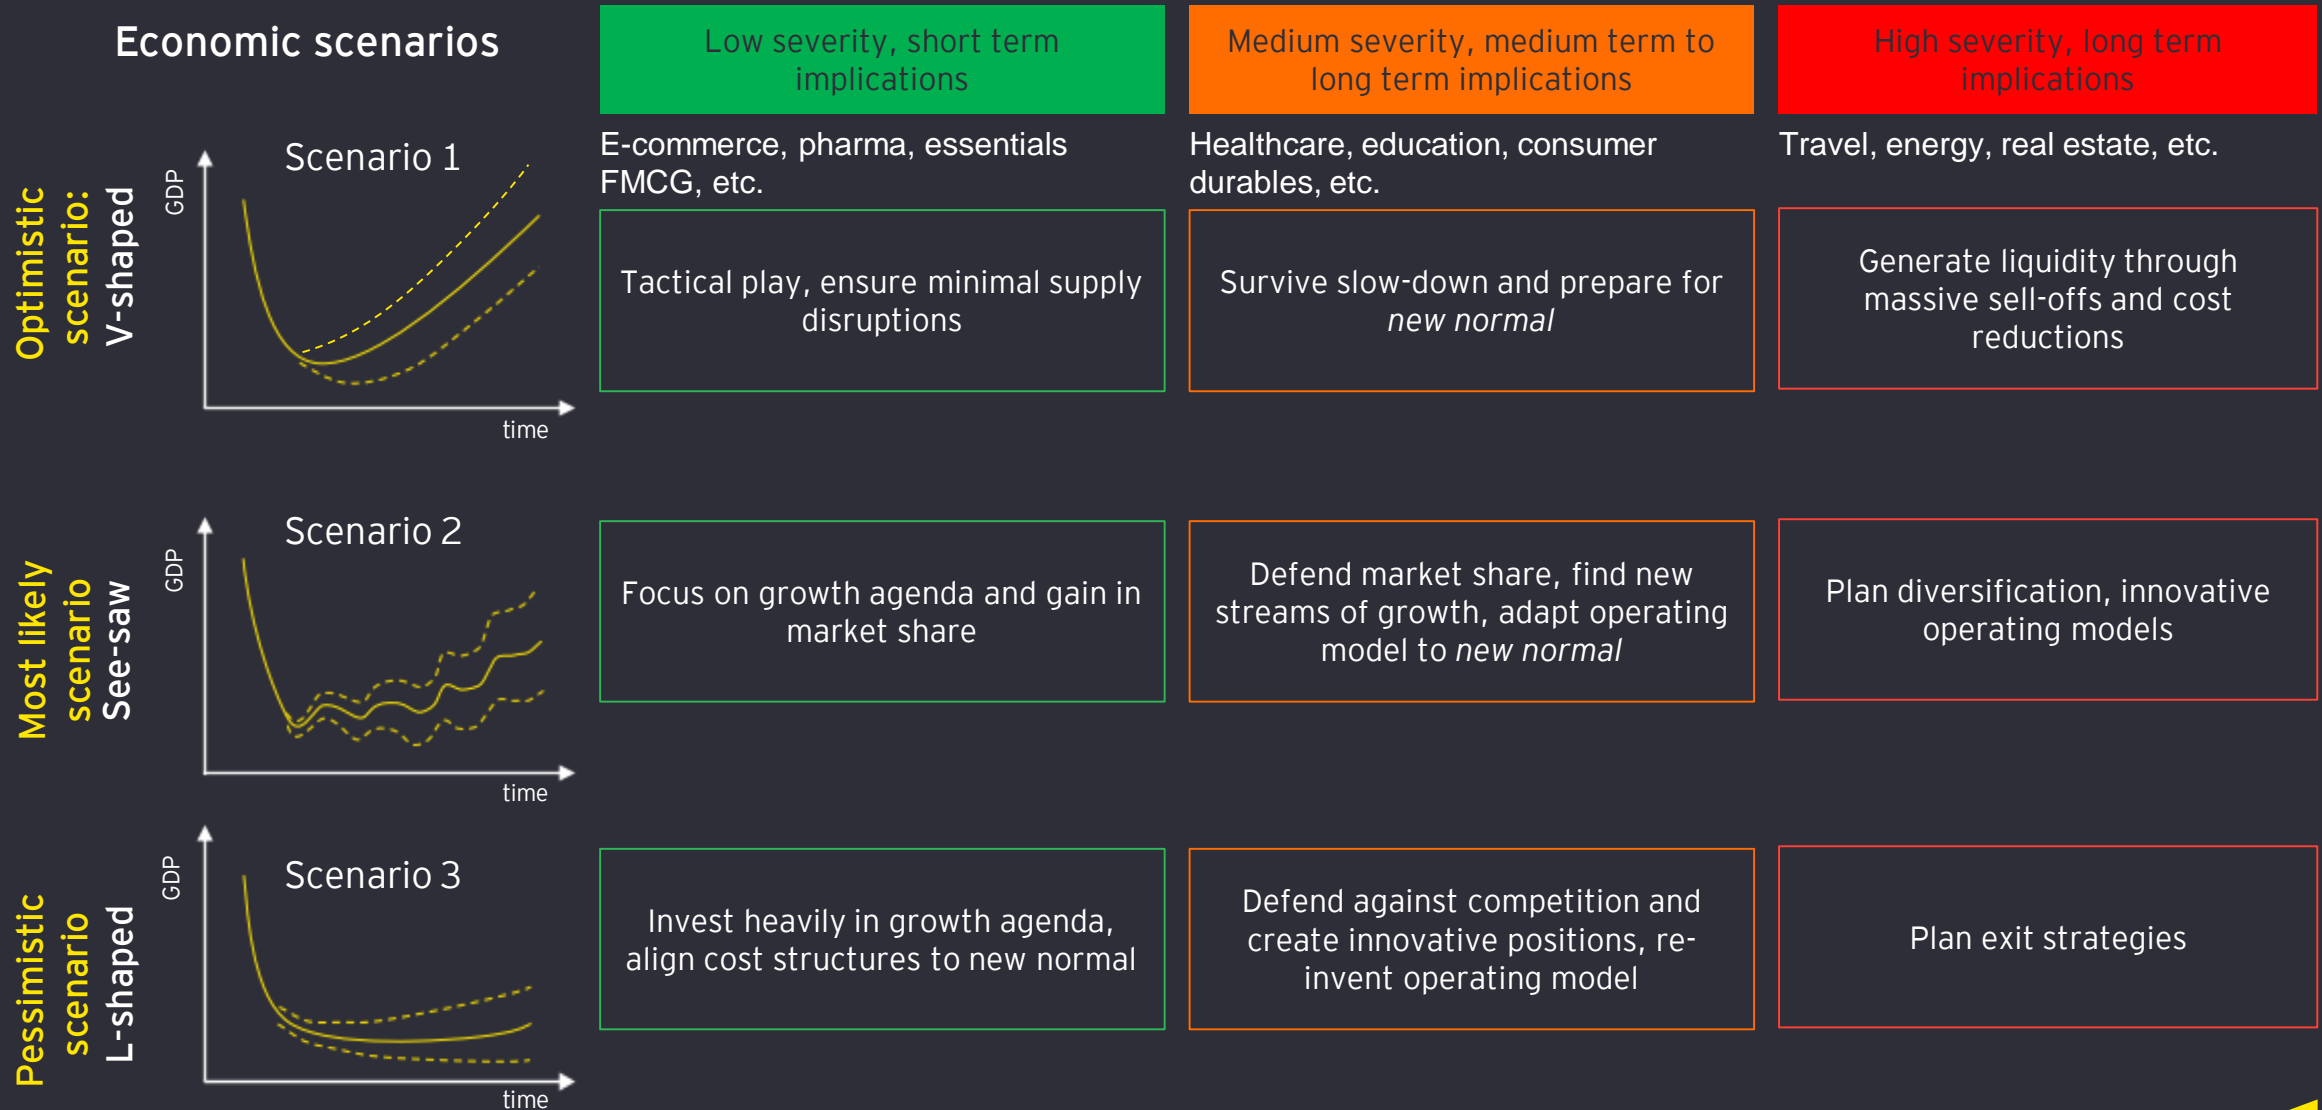 Economic scenarios
Low severity, short term
implications
Medium severity, medium term to
long term implications
High severity, long term
implications
E-commerce, pharma, essentials
FMCG, etc.
Healthcare, education, consumer
durables, etc.
Travel, energy, real estate, etc.
Optimistic
scenario:
V-shaped
GDP
Scenario 1
time
Tactical play, ensure minimal supply
disruptions
Survive slow-down and prepare for
new normal
Generate liquidity through
massive sell-offs and cost
reductions
Most likely
scenario
See-saw
GDP
Scenario 2
time
Focus on growth agenda and gain in
market share
Defend market share, find new
streams of growth, adapt operating
model to new normal
Plan diversification, innovative
operating models
Pessimistic
scenario
L-shaped
GDP
Scenario 3
time
Invest heavily in growth agenda,
align cost structures to new normal
Defend against competition and
create innovative positions, re-
invent operating model
Plan exit strategies